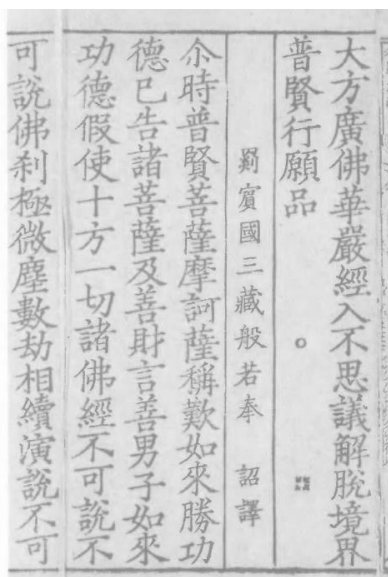 大方廣佛華嚴經入不思議解脫境界
普賢行願品
罽賓國三藏般若奉 詔譯
尒時普賢菩薩摩訶薩稱歎如來勝功
德已告諸菩薩及善財言善男子如來
功德假使十方一切諸佛經不可說不
可說佛刹極微塵數劫相續演說不可